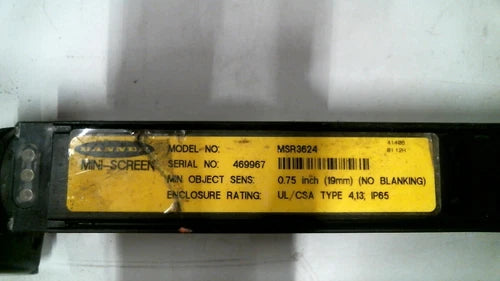 BANNER
MINI-SCREEN
MODEL NO: MSR3624
SERIAL NO: 469967
MIN. OBJECT SENS: 0.75 inch (19mm) (NO BLANKING)
ENCLOSURE RATING: UL/CSA TYPE 4,13; IP65